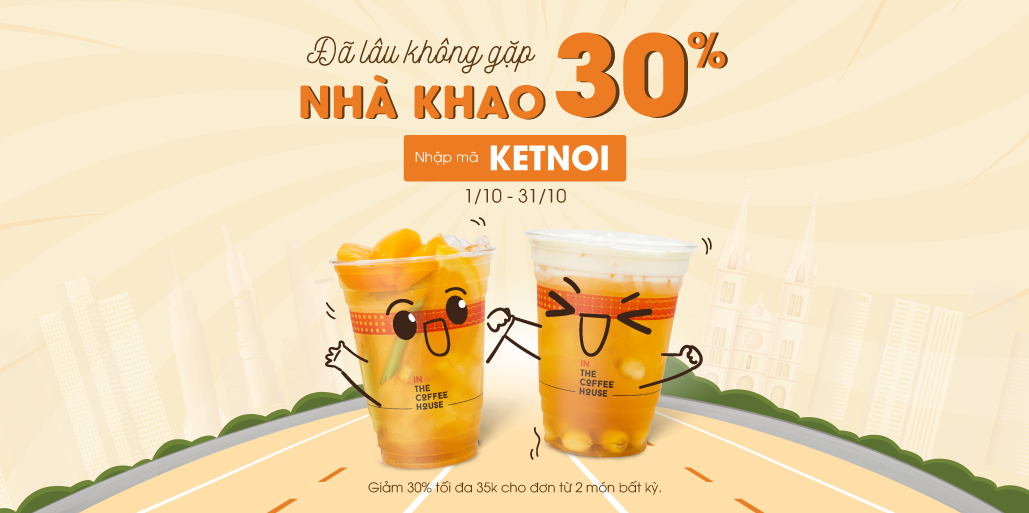 Đã lâu không gặp
NHÀ KHAO 30%
Nhập mã KETNOI
1/10 - 31/10
IN
THE
COFFEE
HOUSE
IN
THE
COFFEE
HOUSE
Giảm 30% tối đa 35k cho đơn từ 2 món bất kỳ.